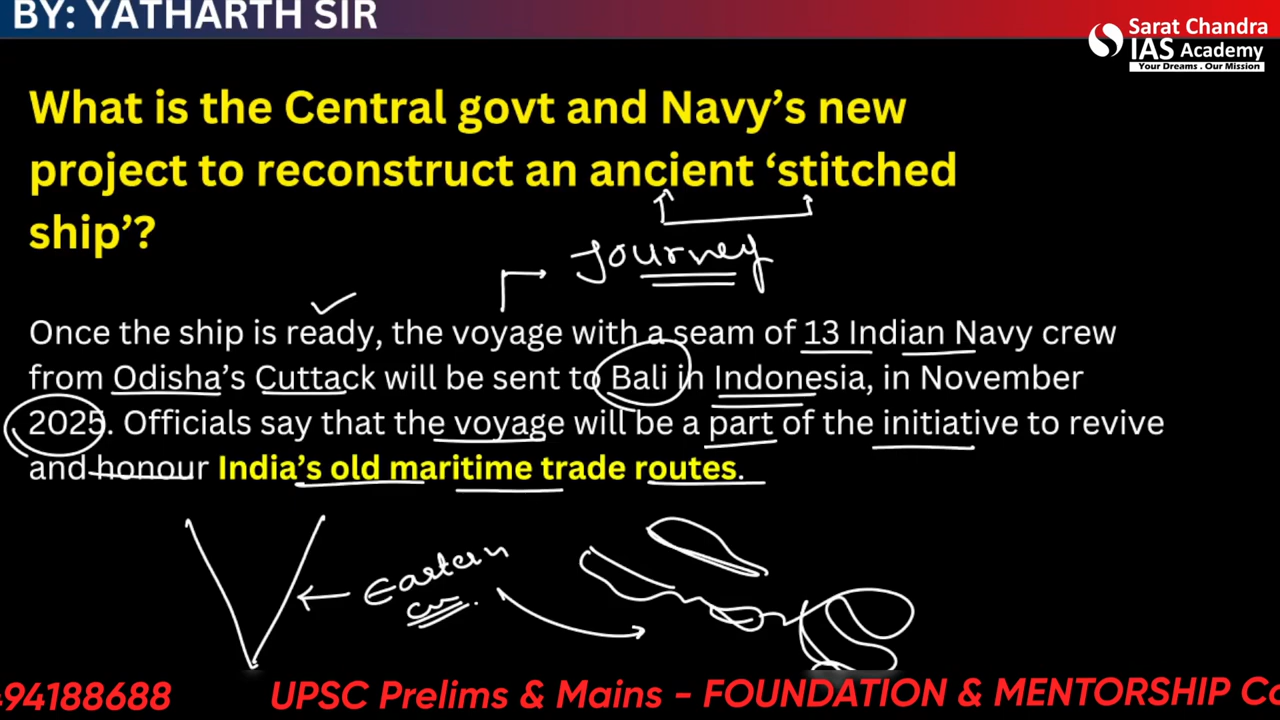 BY: YATHARTH SIR
Sarat Chandra
IAS Academy
Your Dreams . Our Mission
What is the Central govt and Navy’s new
project to reconstruct an ancient ‘stitched
ship’?
Journey
Once the ship is ready, the voyage with a seam of 13 Indian Navy crew
from Odisha’s Cuttack will be sent to Bali in Indonesia, in November
2025. Officials say that the voyage will be a part of the initiative to revive
and honour India’s old maritime trade routes.
Eastern
94188688 UPSC Prelims & Mains - FOUNDATION & MENTORSHIP Co